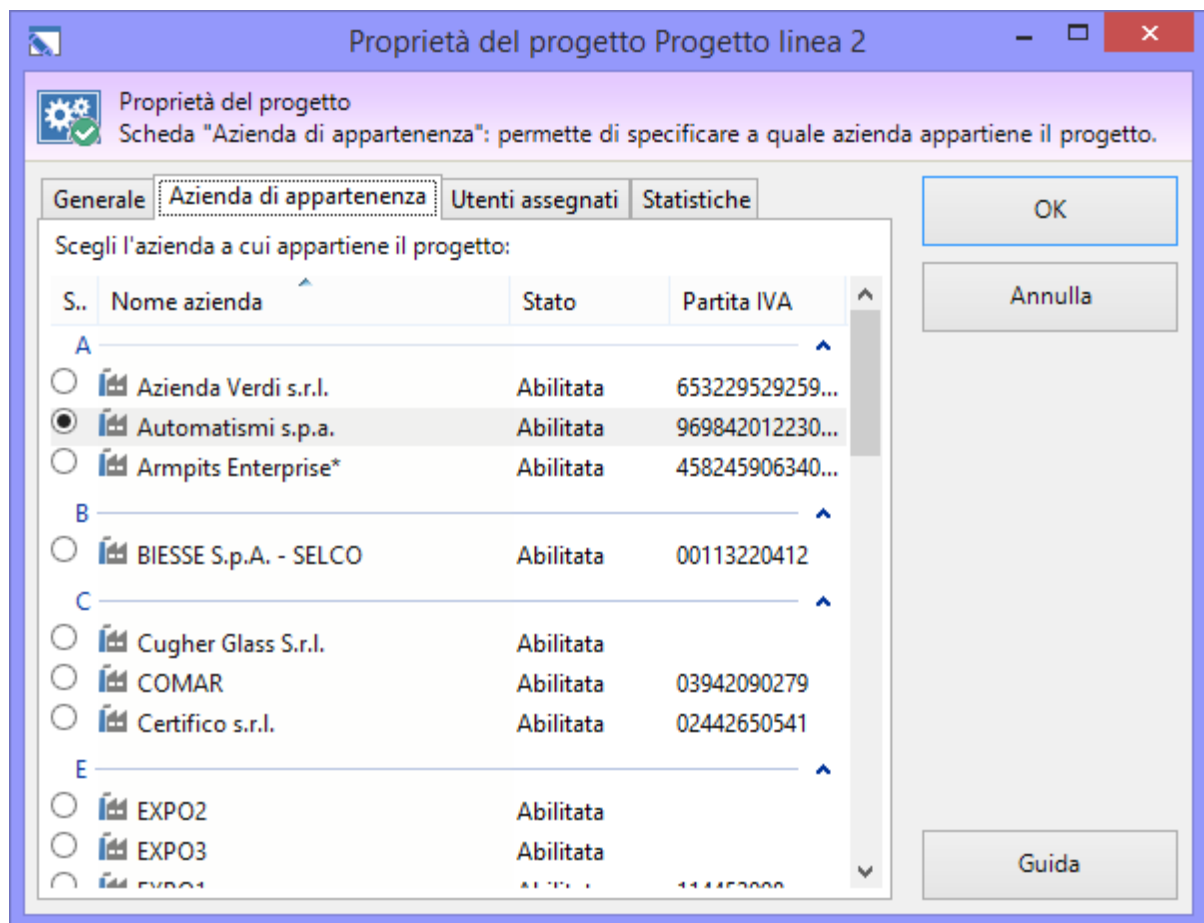 Proprietà del progetto Progetto linea 2
Proprietà del progetto
Scheda "Azienda di appartenenza": permette di specificare a quale azienda appartiene il progetto.
Generale Azienda di appartenenza Utenti assegnati Statistiche
OK
Scegli l'azienda a cui appartiene il progetto:
Annulla
S.. Nome azienda Stato Partita IVA
A
Azienda Verdi s.r.l. Abilitata 653229529259...
Automatismi s.p.a. Abilitata 969842012230...
Armpits Enterprise* Abilitata 458245906340...
B
BIESSE S.p.A. - SELCO Abilitata 00113220412
C
Cugher Glass S.r.l. Abilitata
COMAR Abilitata 03942090279
Certifico s.r.l. Abilitata 02442650541
E
EXPO2 Abilitata
EXPO3 Abilitata
Guida